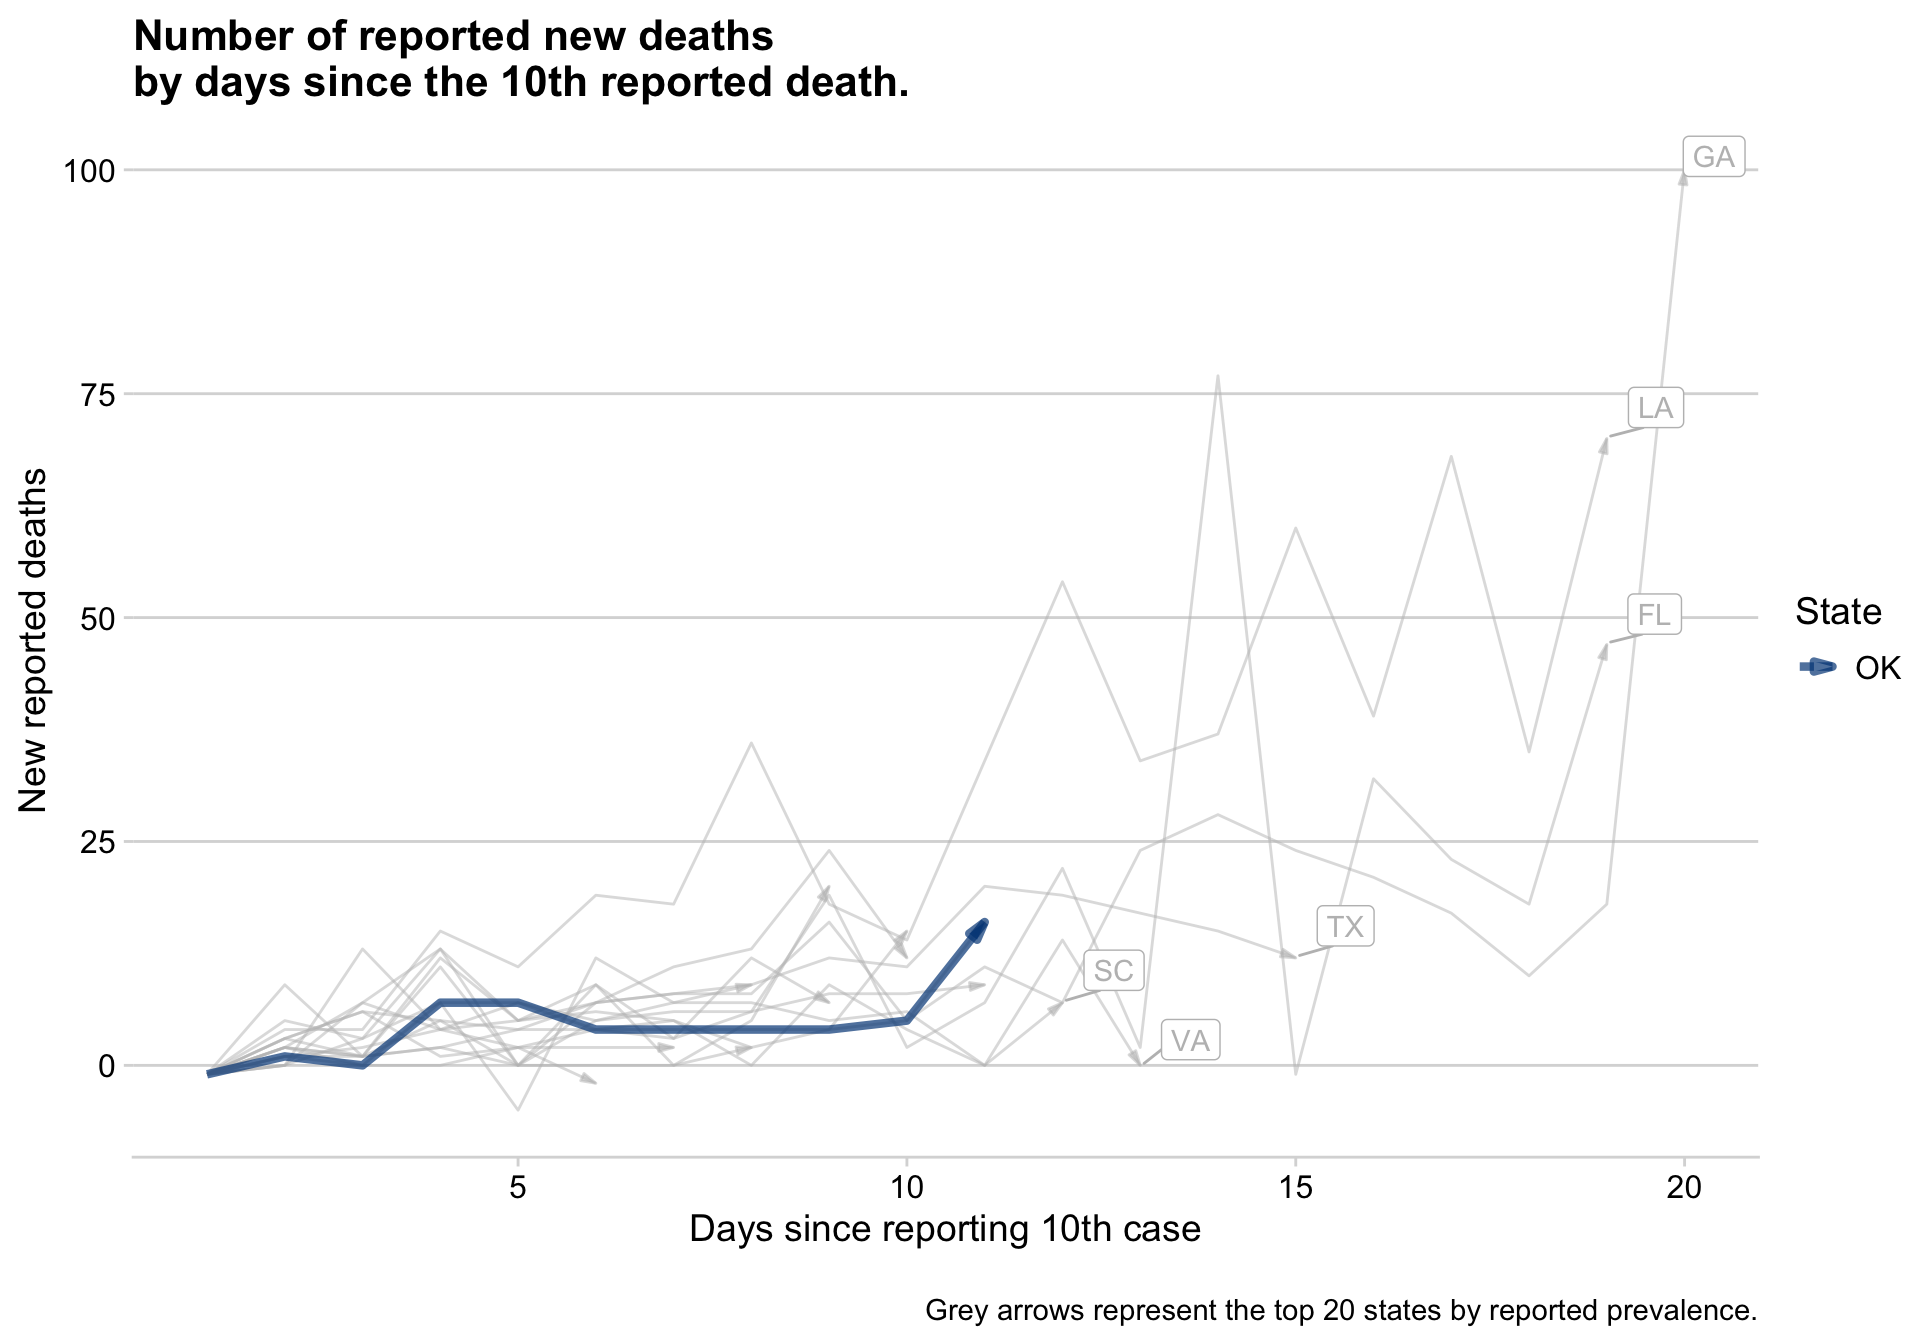 Number of reported new deaths
by days since the 10th reported death.
New reported deaths
100
75
50
25
0
GA
LA
FL
TX
SC
VA
State
OK
5
10
15
20
Days since reporting 10th case
Grey arrows represent the top 20 states by reported prevalence.